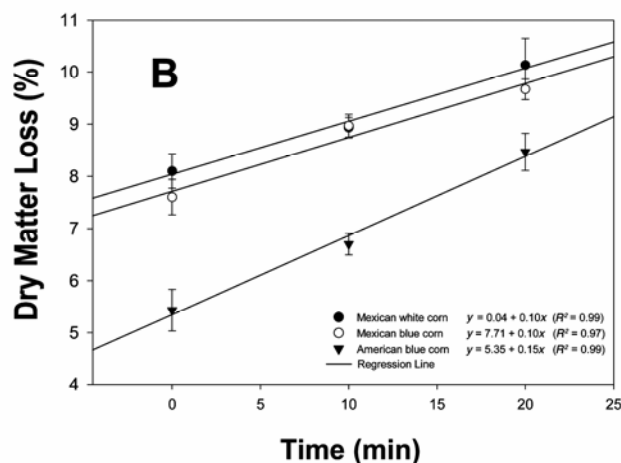 B
Dry Matter Loss (%)
11
10
9
8
7
6
5
4
Mexican white corn y = 0.04 + 0.10x (R² = 0.99)
Mexican blue corn y = 7.71 + 0.10x (R² = 0.97)
American blue corn y = 5.35 + 0.15x (R² = 0.99)
Regression Line
0 5 10 15 20 25
Time (min)